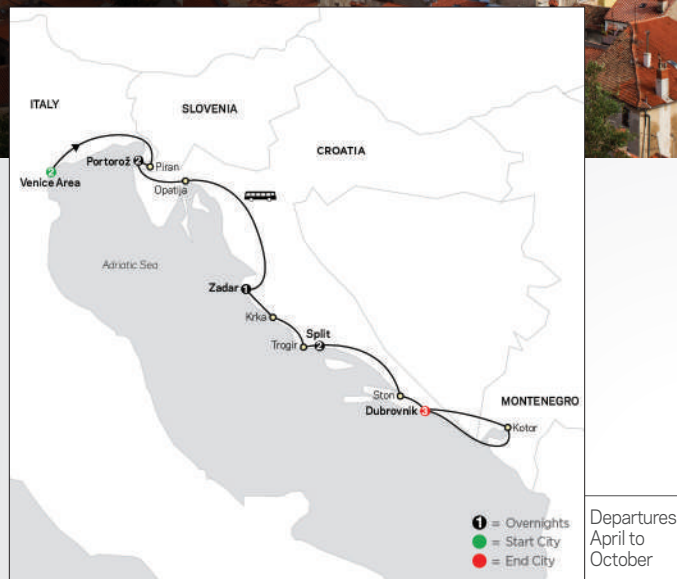 ITALY
SLOVENIA
CROATIA
2
Venice Area
Portorož 2
Piran
Opatija
Adriatic Sea
Zadar 1
Krka
Split
Trogir 2
Ston
MONTENEGRO
Dubrovnik 3
Kotor
1 = Overnights
= Start City
= End City
Departures
April to
October